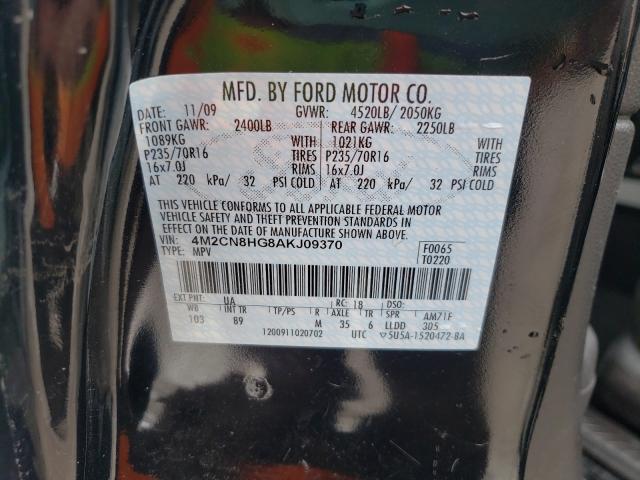 MFD. BY FORD MOTOR CO.
DATE: 11/09 GVWR: 4520LB/ 2050KG
FRONT GAWR: 2400LB REAR GAWR: 2250LB
1089KG WITH 1021KG WITH
P235/70R16 TIRES P235/70R16 TIRES
16x7.0J RIMS 16x7.0J RIMS
AT 220 kPa/ 32 PSI COLD AT 220 kPa/ 32 PSI COLD
THIS VEHICLE CONFORMS TO ALL APPLICABLE FEDERAL MOTOR
VEHICLE SAFETY AND THEFT PREVENTION STANDARDS IN
EFFECT ON THE DATE OF MANUFACTURE SHOWN ABOVE.
VIN: 4M2CN8HG8AKJ09370 F0065
TYPE: MPV T0220
EXT PNT: UA RC: 18 DSO:
WB INT TR TP/PS R AXLE TR SPR AM71F
103 89 M 35 6 LLDD 305
1200911020702 UTC 5U5A-1520472-BA